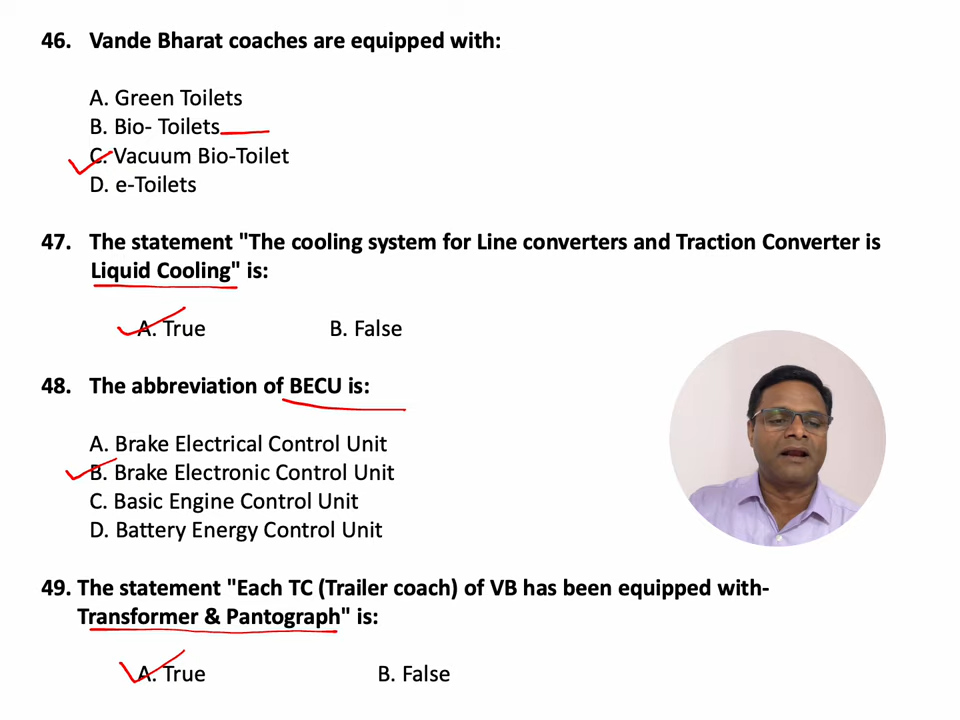 46. Vande Bharat coaches are equipped with:
A. Green Toilets
B. Bio- Toilets
C. Vacuum Bio-Toilet
D. e-Toilets
47. The statement "The cooling system for Line converters and Traction Converter is
Liquid Cooling" is:
A. True B. False
48. The abbreviation of BECU is:
A. Brake Electrical Control Unit
B. Brake Electronic Control Unit
C. Basic Engine Control Unit
D. Battery Energy Control Unit
49. The statement "Each TC (Trailer coach) of VB has been equipped with-
Transformer & Pantograph" is:
A. True B. False